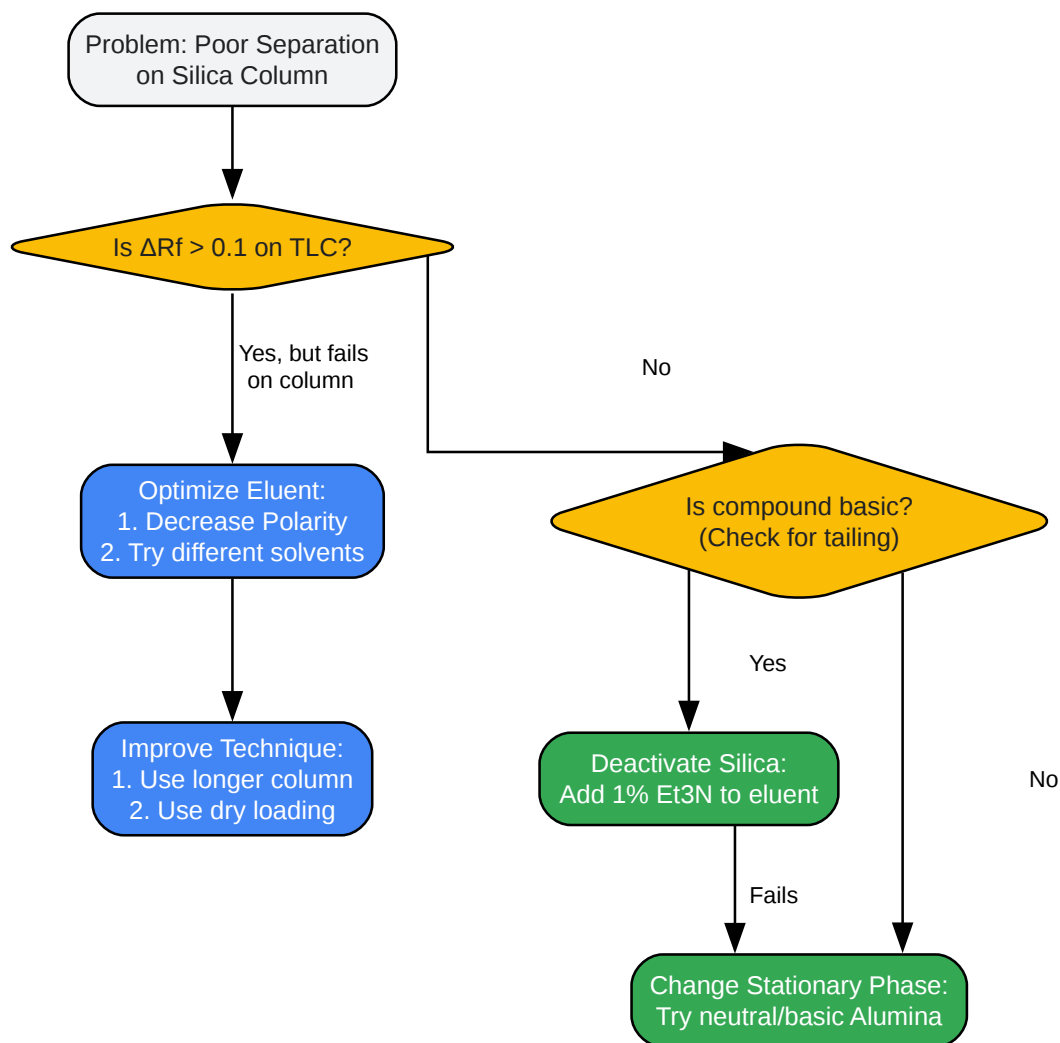 Problem: Poor Separation
on Silica Column
Is ΔRf > 0.1 on TLC?
Yes, but fails
on column
No
Optimize Eluent:
1. Decrease Polarity
2. Try different solvents
Is compound basic?
(Check for tailing)
Yes
No
Improve Technique:
1. Use longer column
2. Use dry loading
Deactivate Silica:
Add 1% Et3N to eluent
Fails
Change Stationary Phase:
Try neutral/basic Alumina